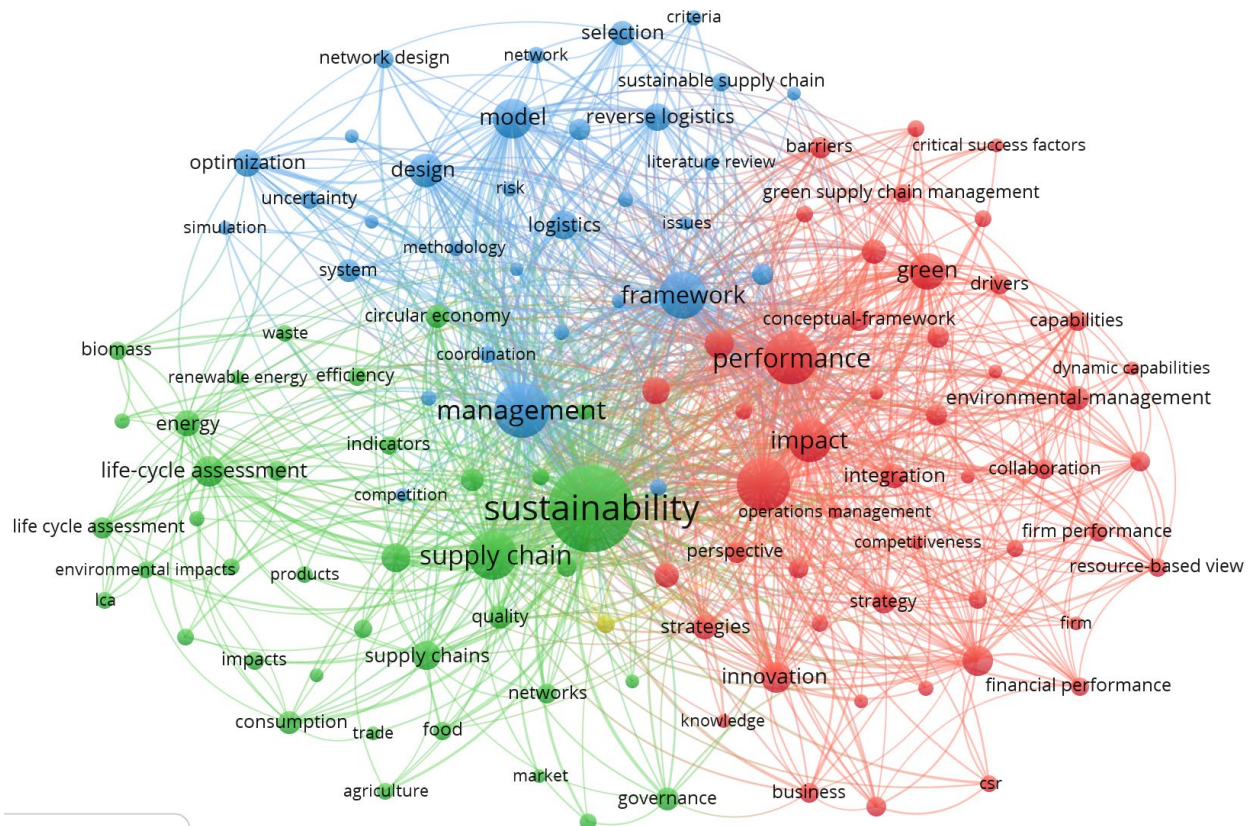 criteria
selection
network
network design
sustainable supply chain
model
reverse logistics
barriers
critical success factors
optimization
design
literature review
risk
green supply chain management
uncertainty
simulation
logistics
issues
methodology
system
green
drivers
framework
circular economy
conceptual-framework
capabilities
waste
biomass
coordination
performance
dynamic capabilities
renewable energy
efficiency
environmental-management
management
energy
indicators
impact
life-cycle assessment
integration
collaboration
competition
sustainability
operations management
life cycle assessment
firm performance
competitiveness
supply chain
perspective
environmental impacts
products
resource-based view
lca
strategy
quality
strategies
firm
impacts
supply chains
innovation
financial performance
networks
consumption
trade
food
knowledge
market
csr
agriculture
governance
business